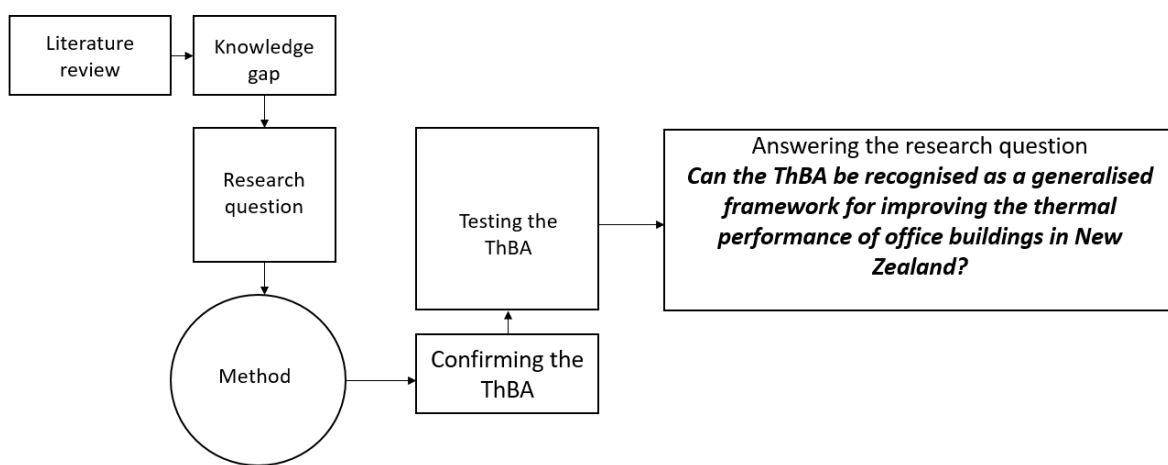 Literature
review
Knowledge
gap
Research
question
Method
Confirming the
ThBA
Testing the
ThBA
Answering the research question
Can the ThBA be recognised as a generalised
framework for improving the thermal
performance of office buildings in New
Zealand?